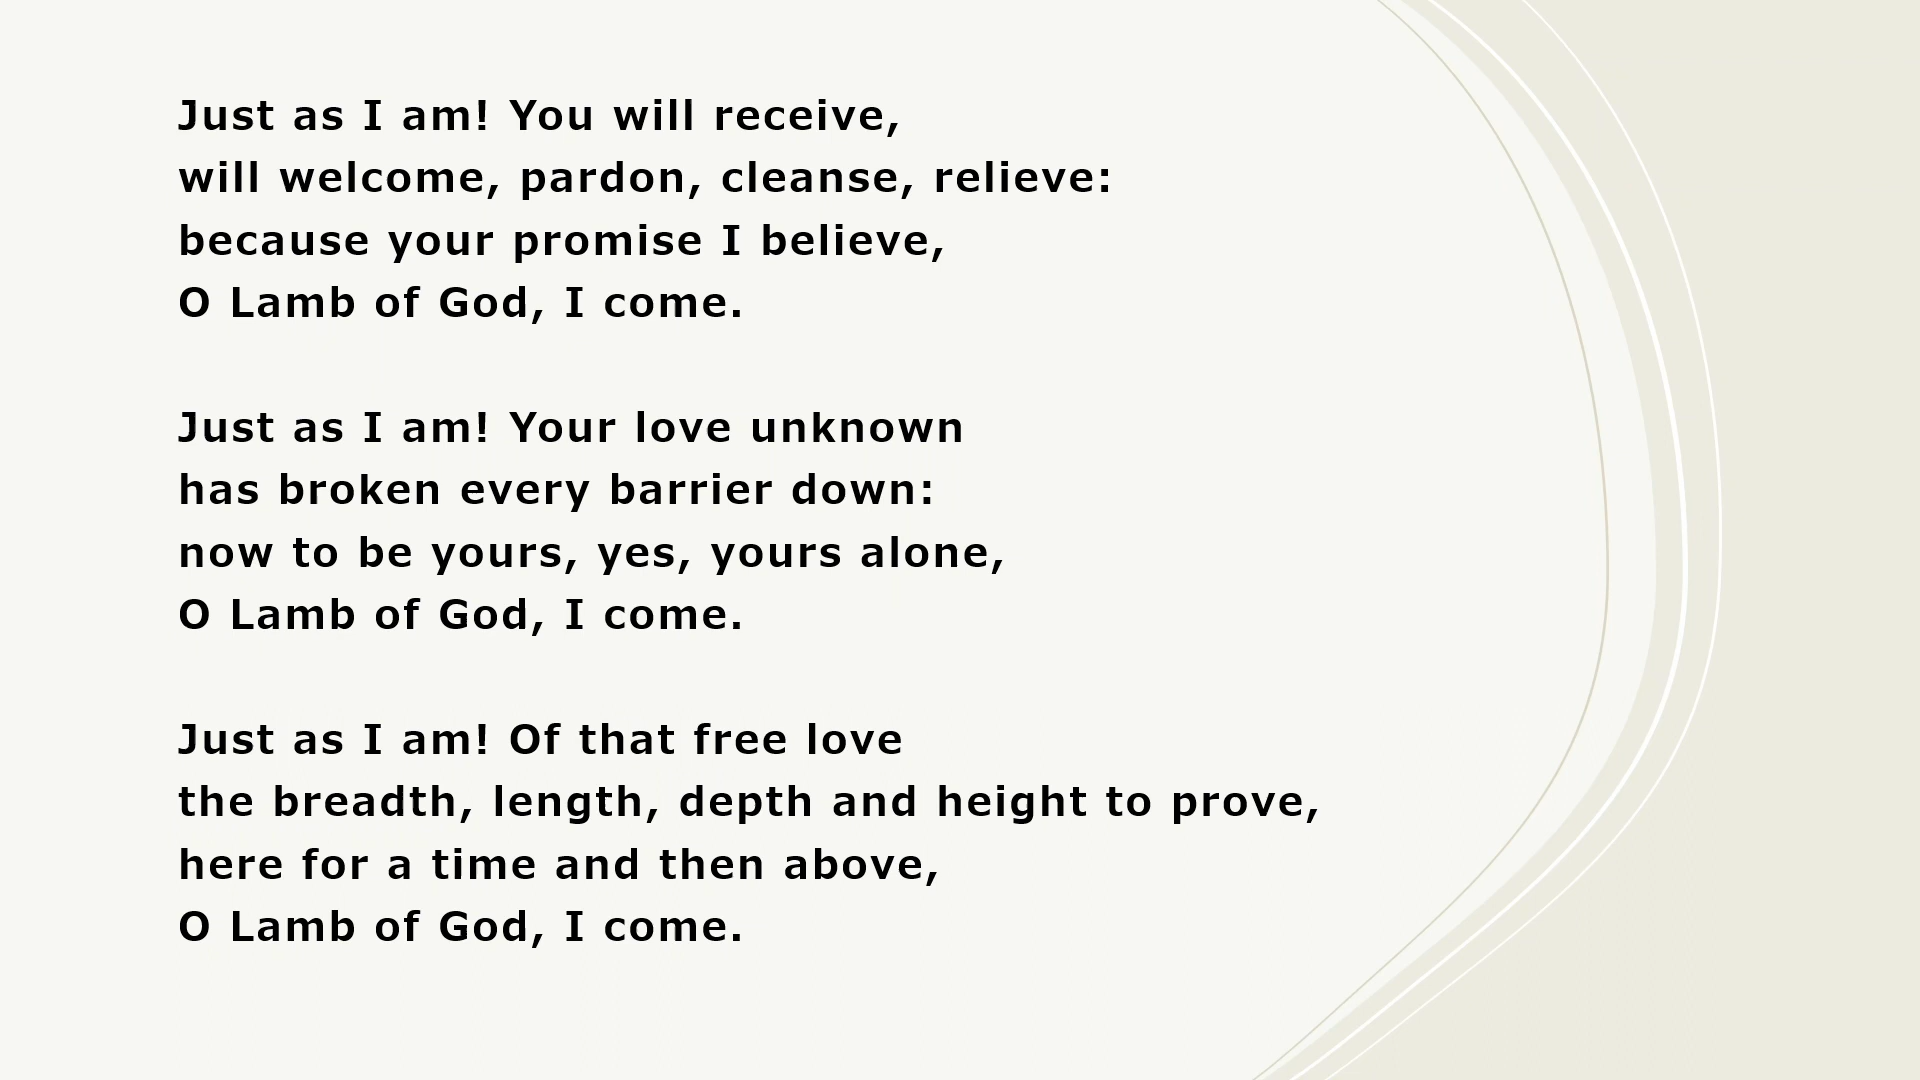 Just as I am! You will receive,
will welcome, pardon, cleanse, relieve:
because your promise I believe,
O Lamb of God, I come.

Just as I am! Your love unknown
has broken every barrier down:
now to be yours, yes, yours alone,
O Lamb of God, I come.

Just as I am! Of that free love
the breadth, length, depth and height to prove,
here for a time and then above,
O Lamb of God, I come.